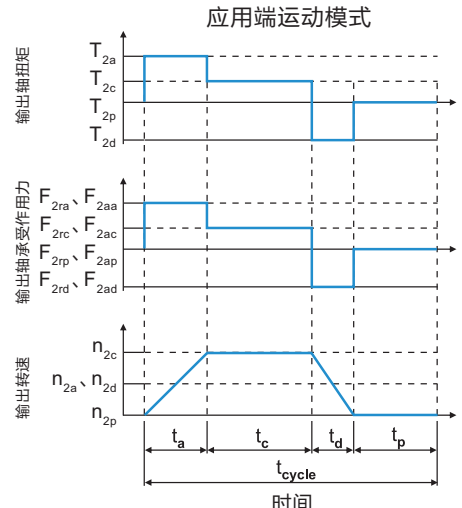 应用端运动模式
输出轴扭矩
T2a
T2c
T2p
T2d
输出轴承受作用力
F2ra、F2aa
F2rc、F2ac
F2rp、F2ap
F2rd、F2ad
输出转速
n2c
n2a、n2d
n2p
ta tc td tp
tcycle
时间